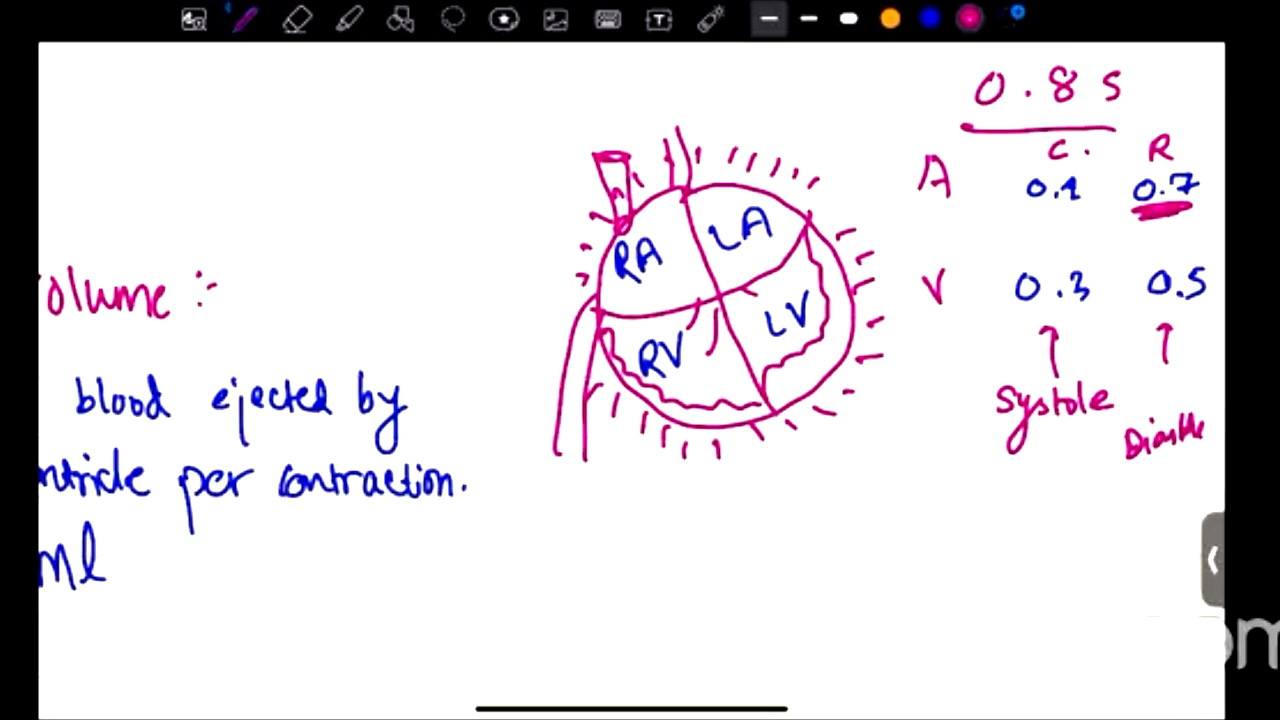 0.8 s
C. R
A 0.1 0.7
V 0.3 0.5
Systole
RA LA
RV LV
olume :-
blood ejected by
ntricle per contraction.
ml
om